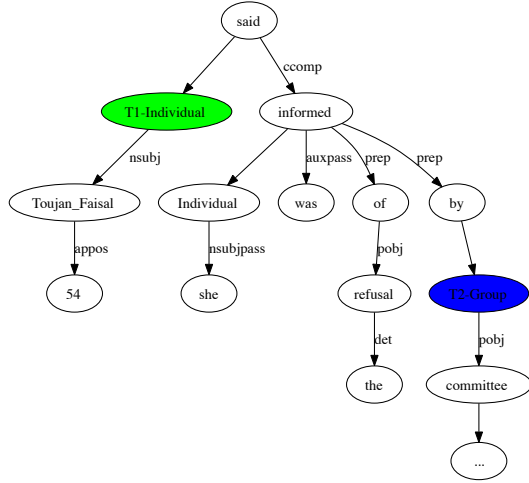 said
ccomp
T1-Individual
informed
nsubj
auxpass
prep
prep
Toujan_Faisal
Individual
was
of
by
appos
nsubjpass
pobj
54
she
refusal
T2-Group
det
pobj
the
committee
...